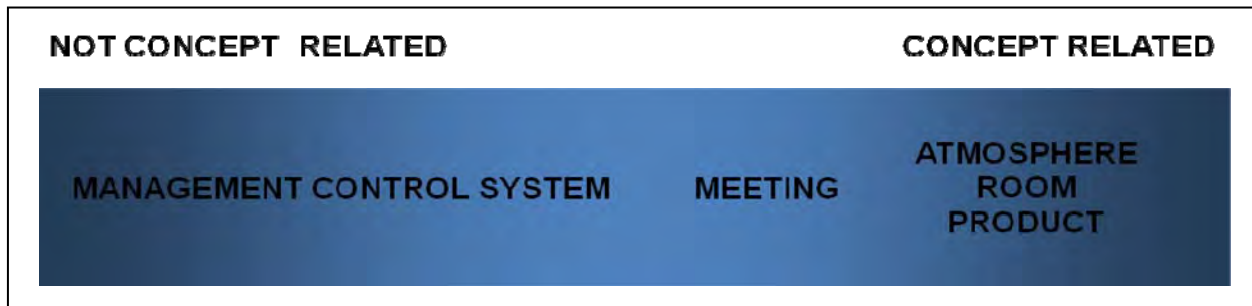 NOT CONCEPT RELATED
CONCEPT RELATED
MANAGEMENT CONTROL SYSTEM
MEETING
ATMOSPHERE
ROOM
PRODUCT